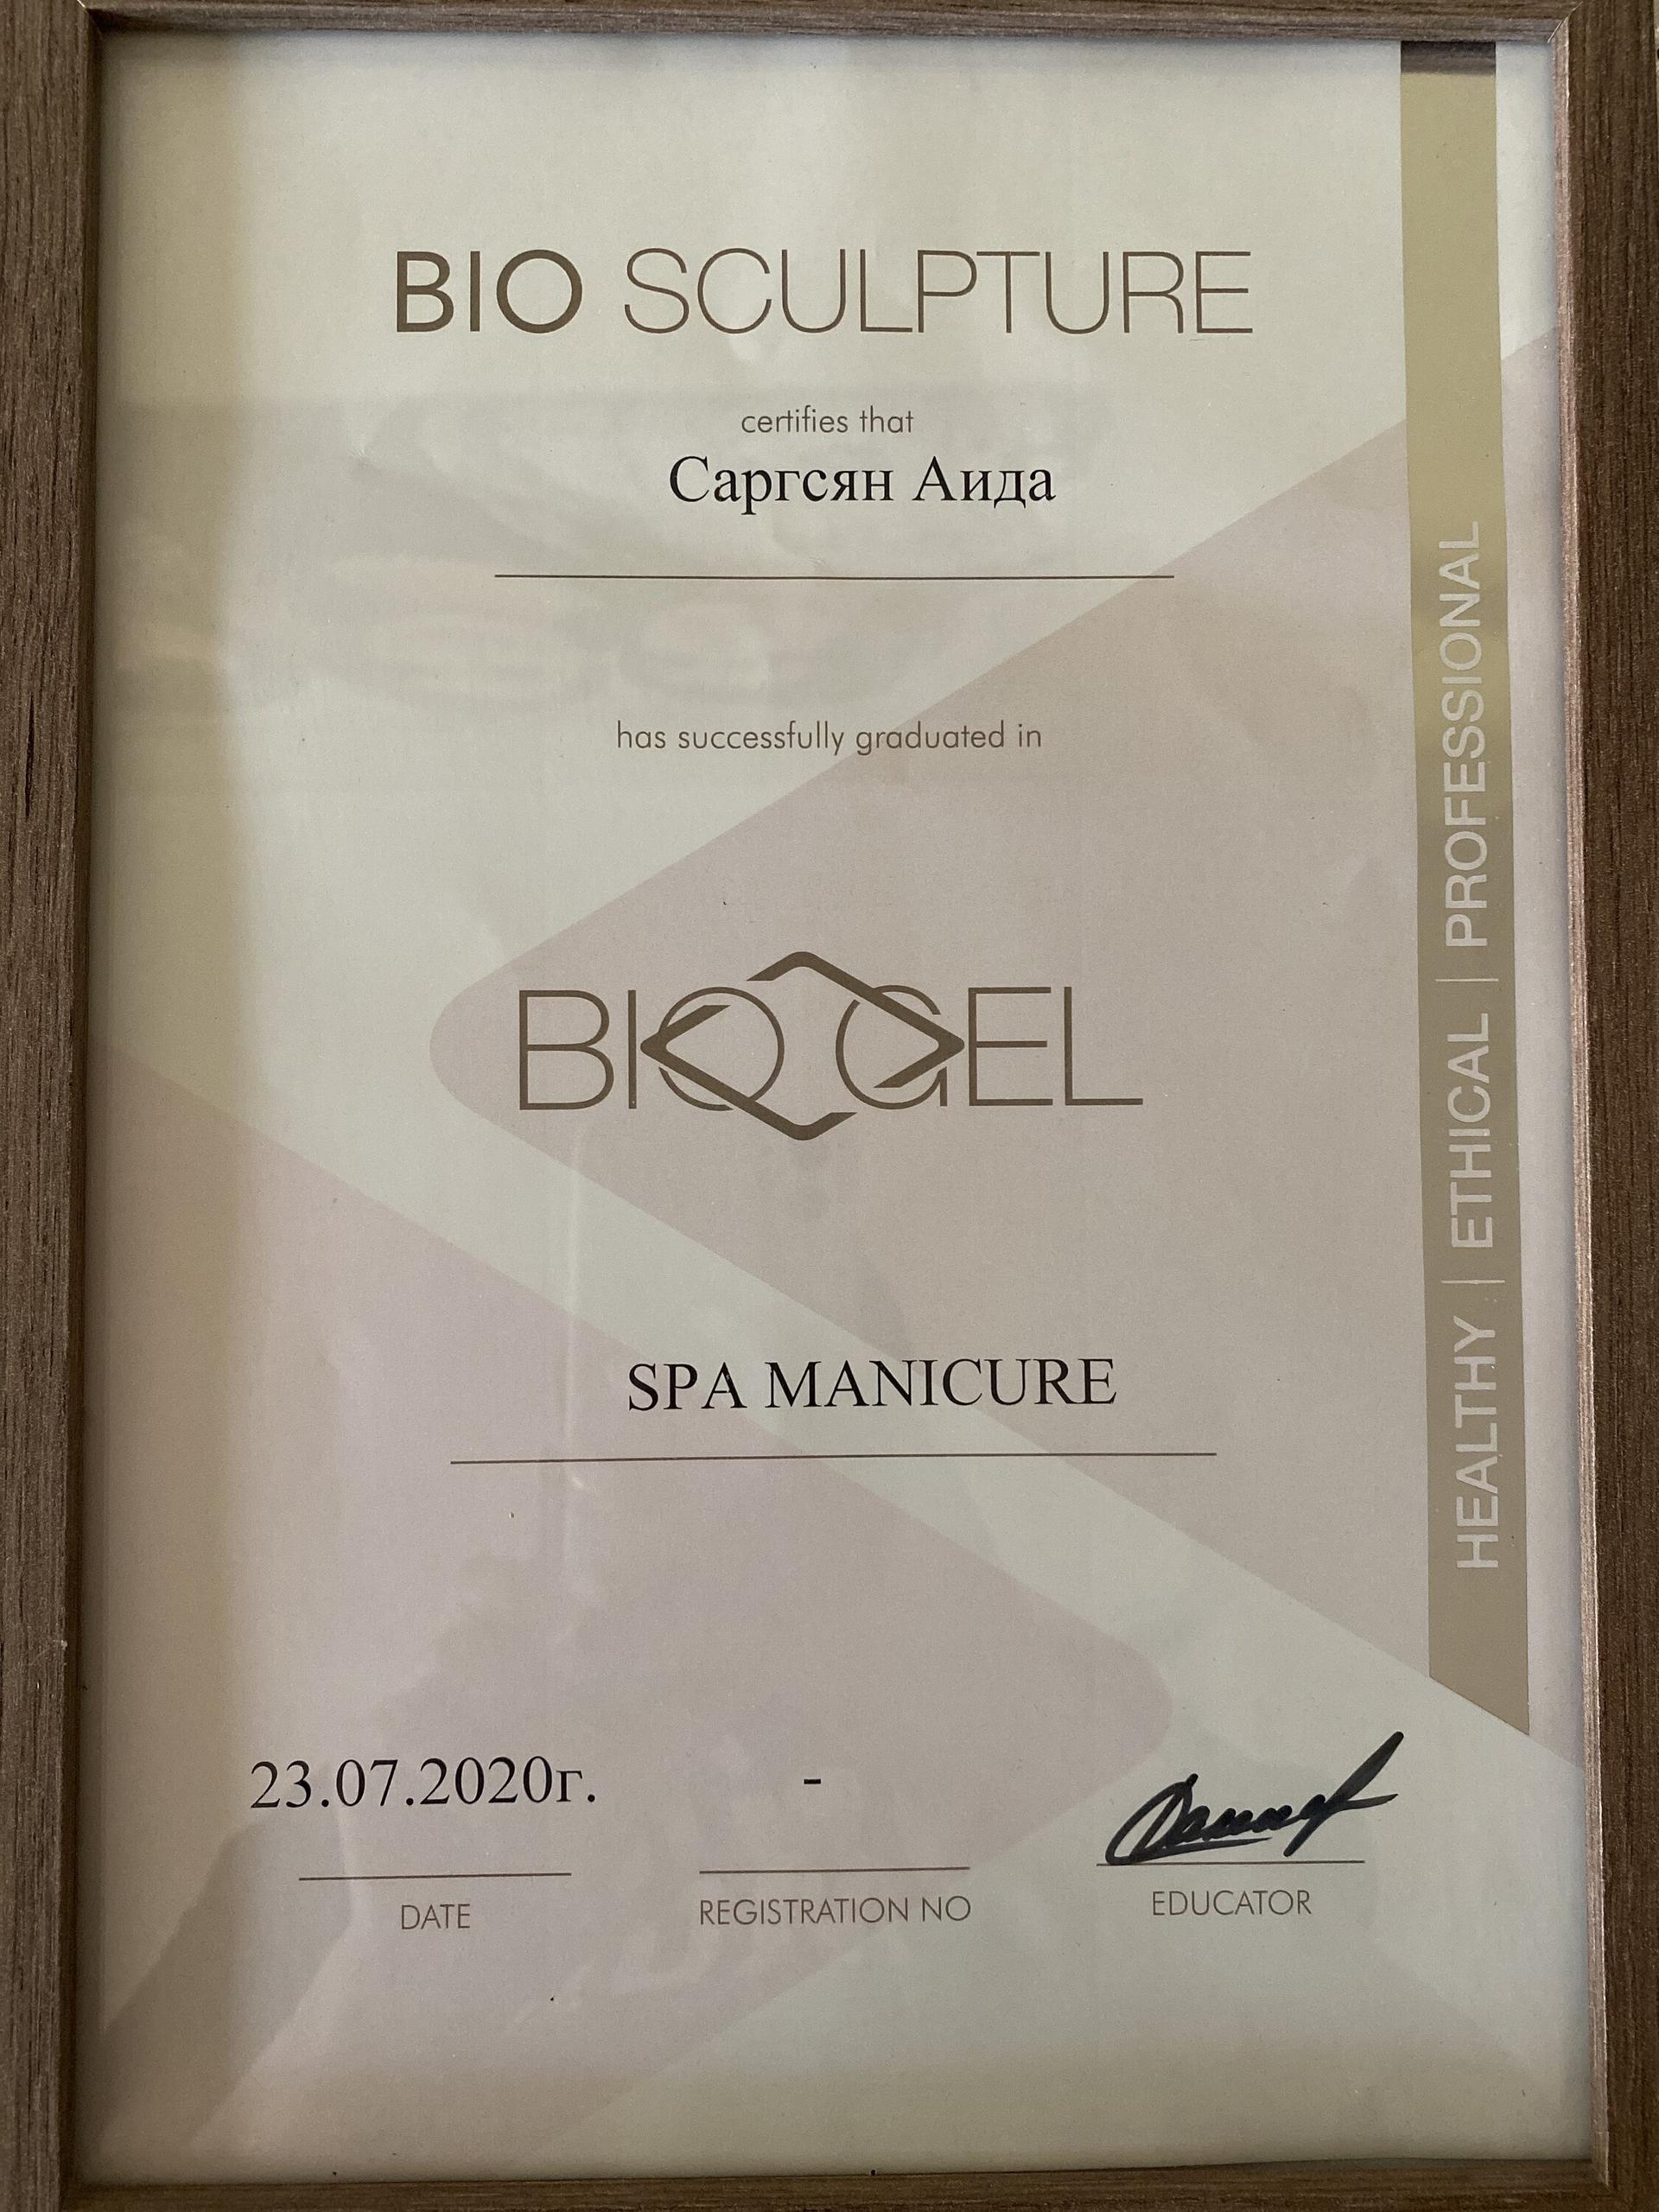 BIO SCULPTURE
certifies that
Саргсян Аида
has successfully graduated in
BIO GEL
SPA MANICURE
23.07.2020г.
-
DATE
REGISTRATION NO
EDUCATOR
HEALTHY | ETHICAL | PROFESSIONAL